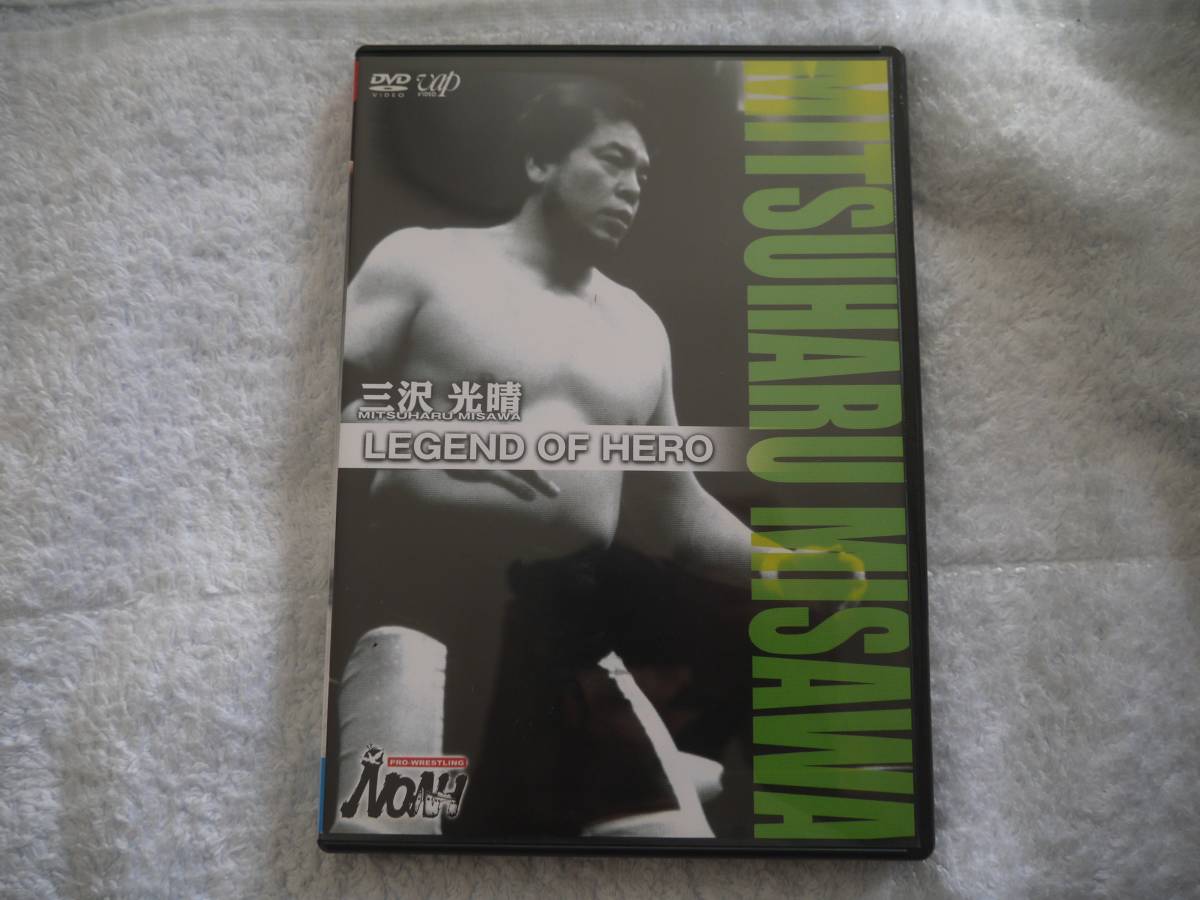 DVD
VIDEO
vap
VIDEO
MITSUHARU MISAWA
三沢 光晴
MITSUHARU MISAWA
LEGEND OF HERO
PRO-WRESTLING
NOAH